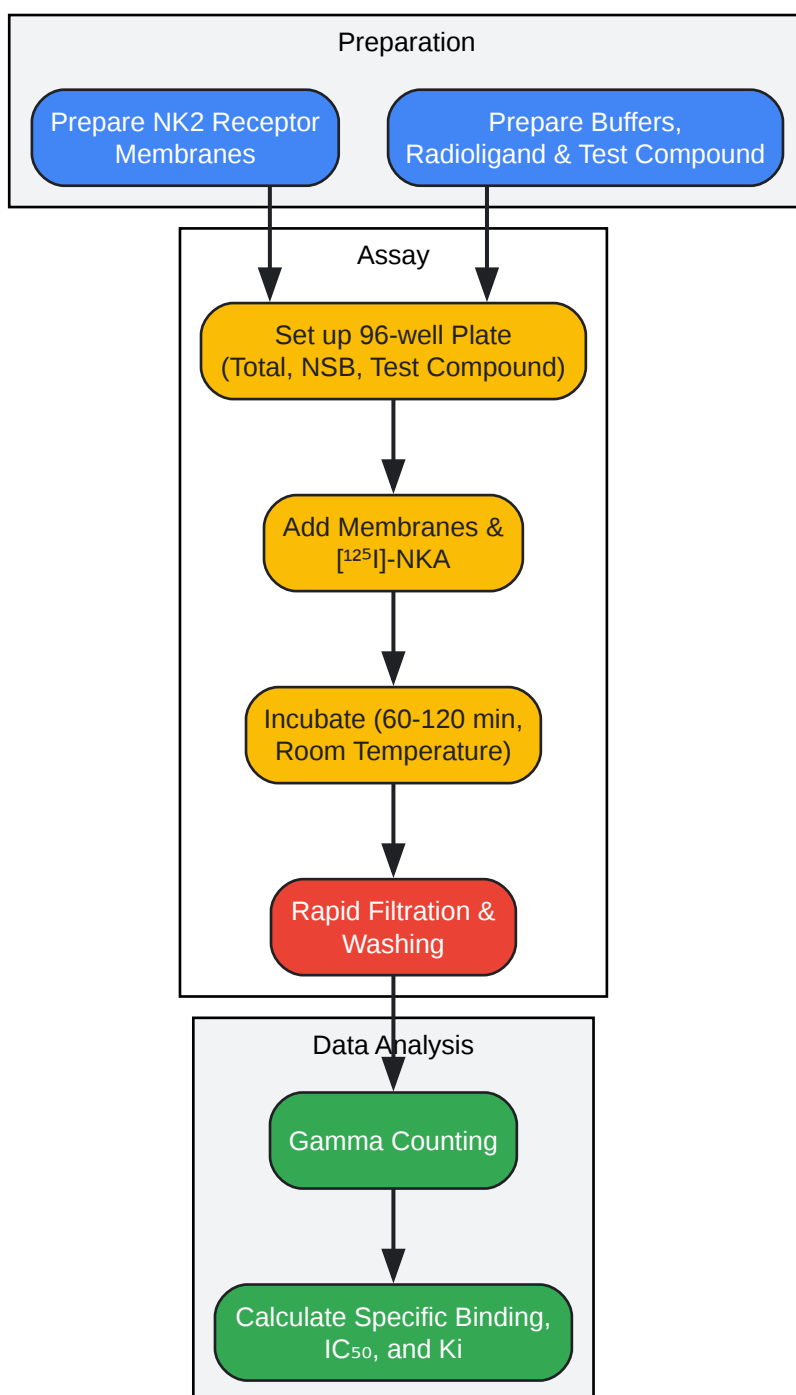 Preparation
Prepare NK2 Receptor
Membranes
Prepare Buffers,
Radioligand & Test Compound
Assay
Set up 96-well Plate
(Total, NSB, Test Compound)
Add Membranes &
[¹²⁵I]-NKA
Incubate (60-120 min,
Room Temperature)
Rapid Filtration &
Washing
Data Analysis
Gamma Counting
Calculate Specific Binding,
IC₅₀, and Ki